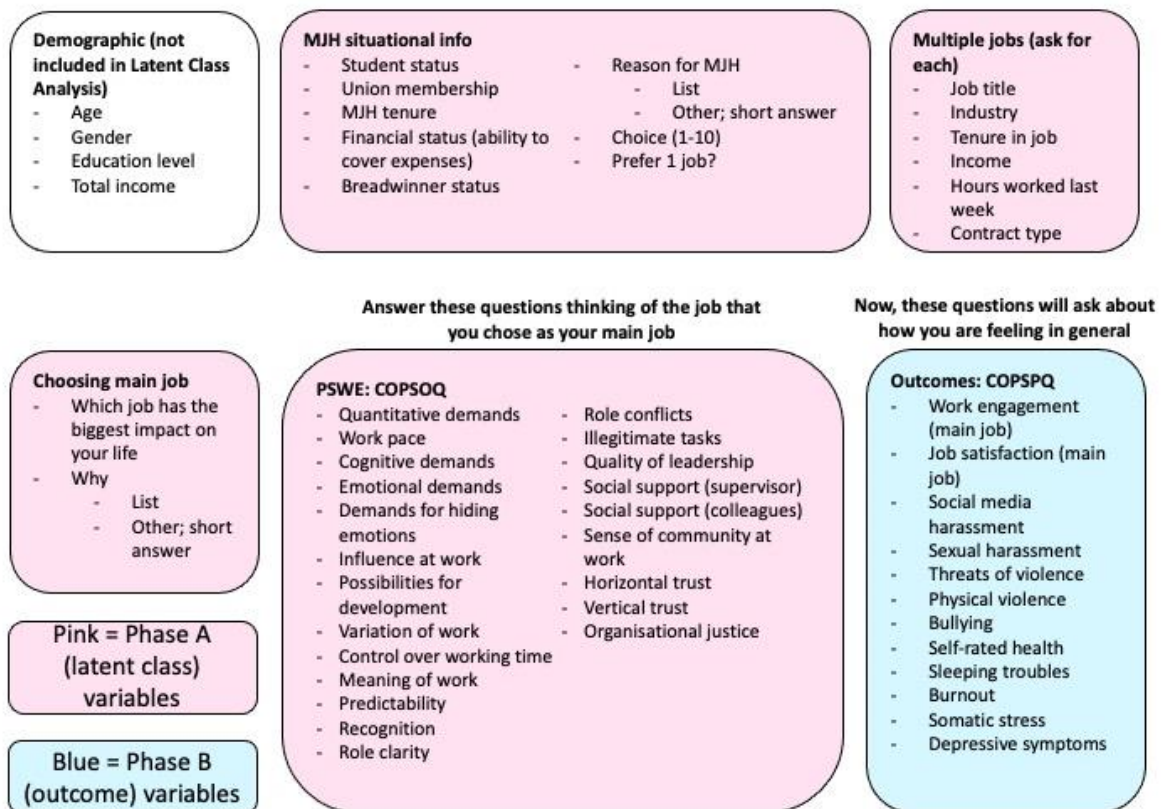 Demographic (not
included in Latent Class
Analysis)
- Age
- Gender
- Education level
- Total income
MJH situational info
- Student status
- Union membership
- MJH tenure
- Financial status (ability to
cover expenses)
- Breadwinner status
- Reason for MJH
- List
- Other; short answer
- Choice (1-10)
- Prefer 1 job?
Multiple jobs (ask for
each)
- Job title
- Industry
- Tenure in job
- Income
- Hours worked last
week
- Contract type
Choosing main job
- Which job has the
biggest impact on
your life
- Why
- List
- Other; short
answer
Pink = Phase A
(latent class)
variables
Blue = Phase B
(outcome) variables
Answer these questions thinking of the job that
you chose as your main job
PSWE: COPSOQ
- Quantitative demands
- Work pace
- Cognitive demands
- Emotional demands
- Demands for hiding
emotions
- Influence at work
- Possibilities for
development
- Variation of work
- Control over working time
- Meaning of work
- Predictability
- Recognition
- Role clarity
- Role conflicts
- Illegitimate tasks
- Quality of leadership
- Social support (supervisor)
- Social support (colleagues)
- Sense of community at
work
- Horizontal trust
- Vertical trust
- Organisational justice
Now, these questions will ask about
how you are feeling in general
Outcomes: COPSPQ
- Work engagement
(main job)
- Job satisfaction (main
job)
- Social media
harassment
- Sexual harassment
- Threats of violence
- Physical violence
- Bullying
- Self-rated health
- Sleeping troubles
- Burnout
- Somatic stress
- Depressive symptoms